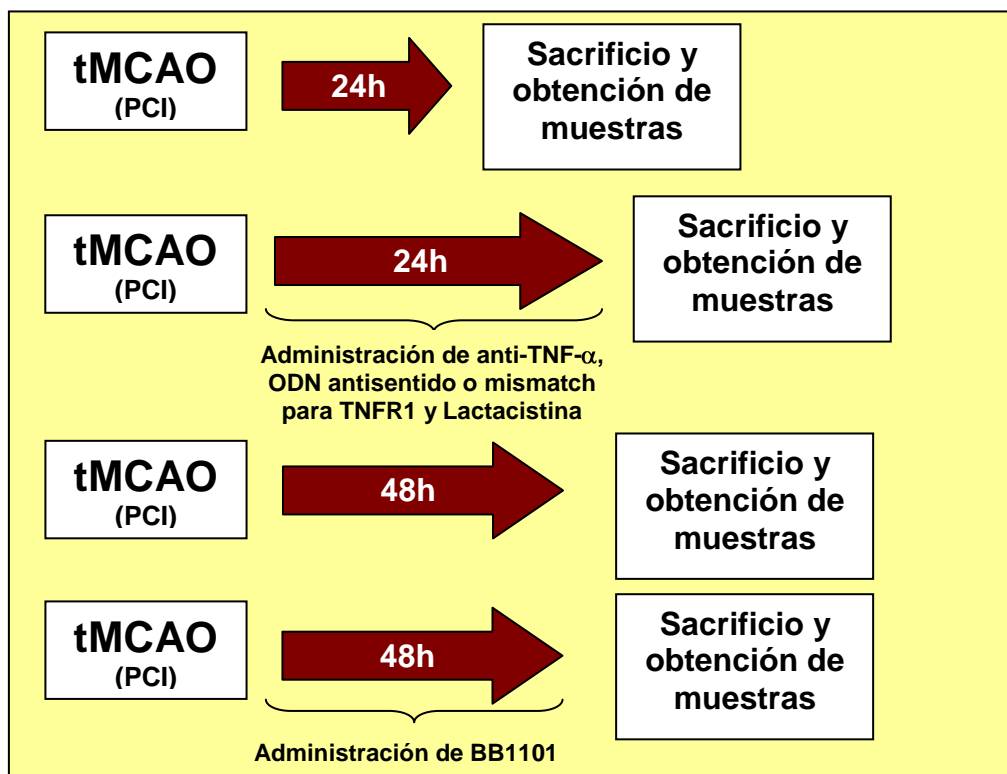 tMCAO
(PCI)
24h
Sacrificio y
obtención de
muestras
tMCAO
(PCI)
24h
Sacrificio y
obtención de
muestras
Administración de anti-TNF-α,
ODN antisentido o mismatch
para TNFR1 y Lactacistina
tMCAO
(PCI)
48h
Sacrificio y
obtención de
muestras
tMCAO
(PCI)
48h
Sacrificio y
obtención de
muestras
Administración de BB1101